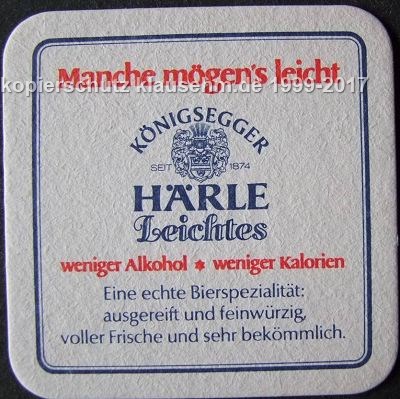 Manche mögen's leicht
kopierschutz klausehm.de 1999-2017
KÖNIGSEGGER
SEIT 1874
HÄRLE
Leichtes
weniger Alkohol * weniger Kalorien
Eine echte Bierspezialität:
ausgereift und feinwürzig,
voller Frische und sehr bekömmlich.